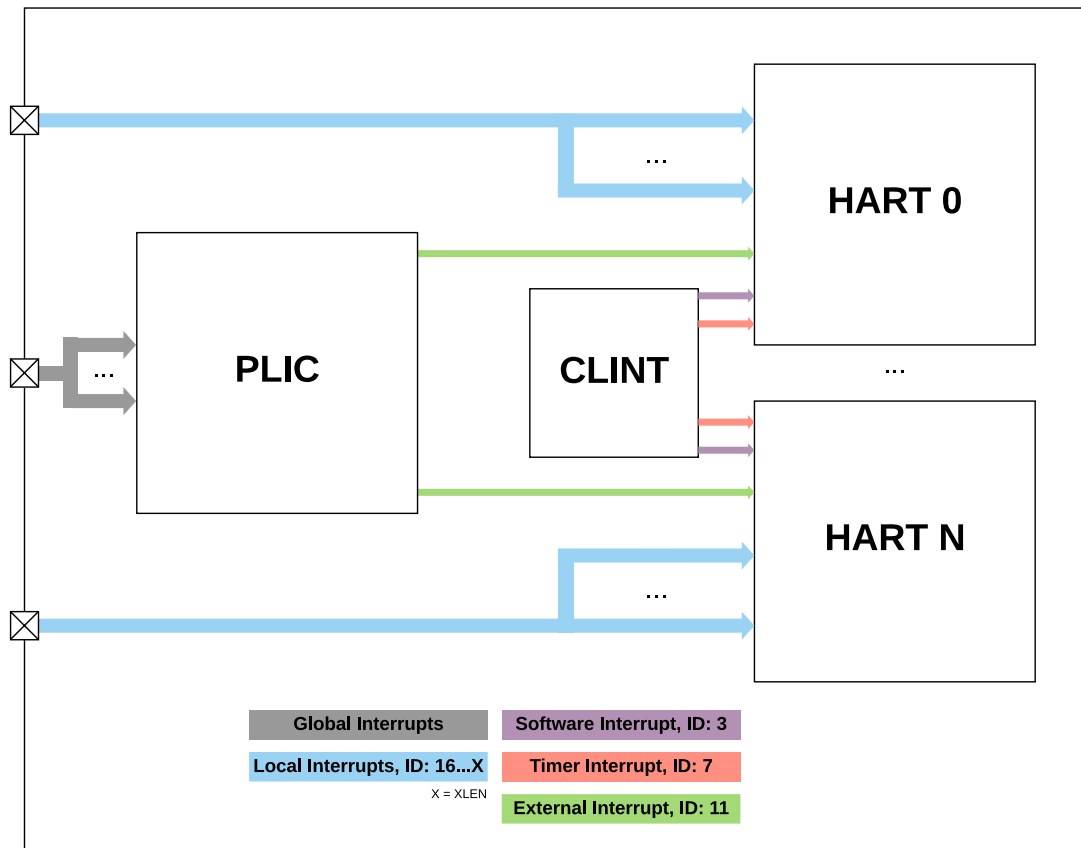 ...
HART 0
PLIC
...
CLINT
...
HART N
...
Global Interrupts
Software Interrupt, ID: 3
Local Interrupts, ID: 16...X
Timer Interrupt, ID: 7
X = XLEN
External Interrupt, ID: 11